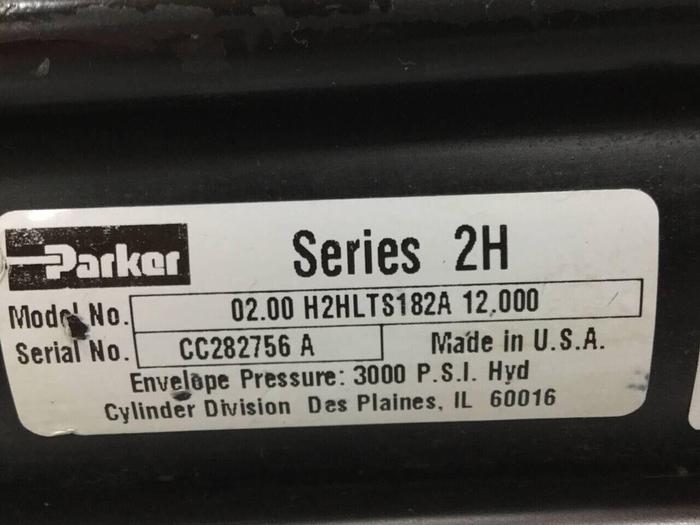 Parker
Series 2H
Model No. 02.00 H2HLTS182A 12.000
Serial No. CC282756 A Made in U.S.A.
Envelope Pressure: 3000 P.S.I. Hyd
Cylinder Division Des Plaines, IL 60016